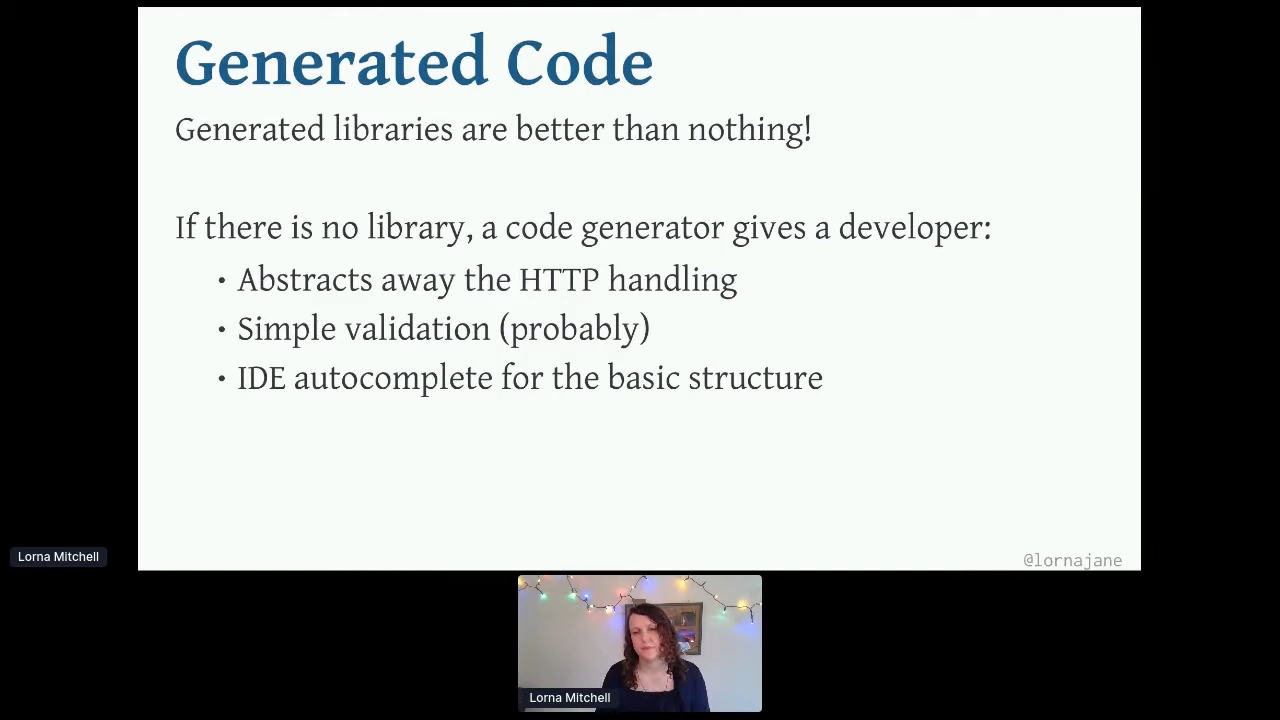 Generated Code
Generated libraries are better than nothing!
If there is no library, a code generator gives a developer:
• Abstracts away the HTTP handling
• Simple validation (probably)
• IDE autocomplete for the basic structure
@lornajane
Lorna Mitchell
Lorna Mitchell